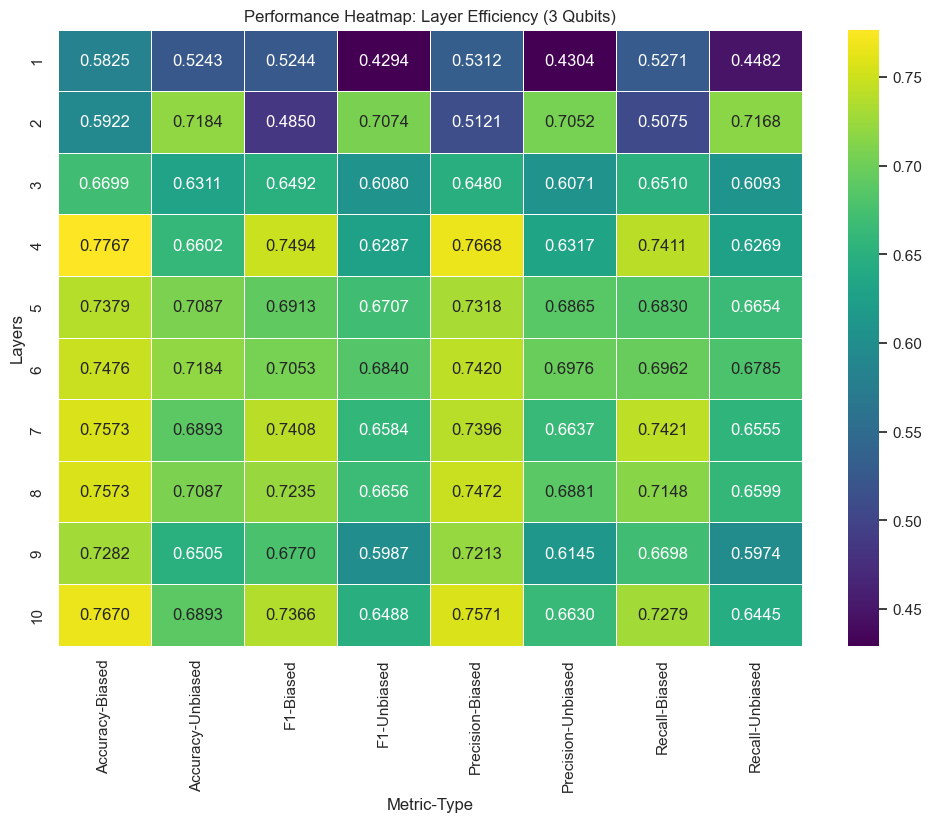 Performance Heatmap: Layer Efficiency (3 Qubits)
Layers
1 0.5825 0.5243 0.5244 0.4294 0.5312 0.4304 0.5271 0.4482
2 0.5922 0.7184 0.4850 0.7074 0.5121 0.7052 0.5075 0.7168
3 0.6699 0.6311 0.6492 0.6080 0.6480 0.6071 0.6510 0.6093
4 0.7767 0.6602 0.7494 0.6287 0.7668 0.6317 0.7411 0.6269
5 0.7379 0.7087 0.6913 0.6707 0.7318 0.6865 0.6830 0.6654
6 0.7476 0.7184 0.7053 0.6840 0.7420 0.6976 0.6962 0.6785
7 0.7573 0.6893 0.7408 0.6584 0.7396 0.6637 0.7421 0.6555
8 0.7573 0.7087 0.7235 0.6656 0.7472 0.6881 0.7148 0.6599
9 0.7282 0.6505 0.6770 0.5987 0.7213 0.6145 0.6698 0.5974
10 0.7670 0.6893 0.7366 0.6488 0.7571 0.6630 0.7279 0.6445
Accuracy-Biased
Accuracy-Unbiased
F1-Biased
F1-Unbiased
Precision-Biased
Precision-Unbiased
Recall-Biased
Recall-Unbiased
Metric-Type
0.75
0.70
0.65
0.60
0.55
0.50
0.45